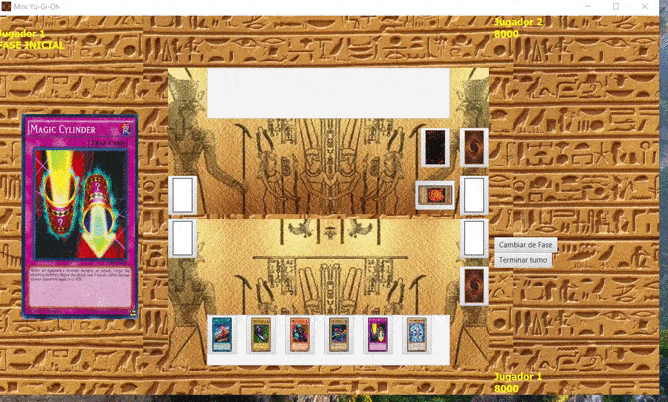 Mini Yu-Gi-Oh
Jugador 1
FASE INICIAL
Jugador 2
8000
MAGIC CYLINDER
Cambiar de Fase
Terminar turno
Jugador 1
8000